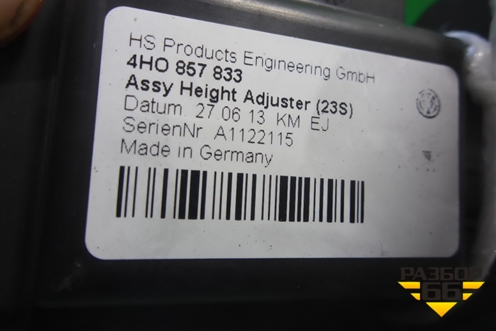 HS Products Engineering GmbH
4HO 857 833
Assy Height Adjuster (23S)
Datum 27 06 13 KM EJ
SerienNr A1122115
Made in Germany
РАЗБОР
66